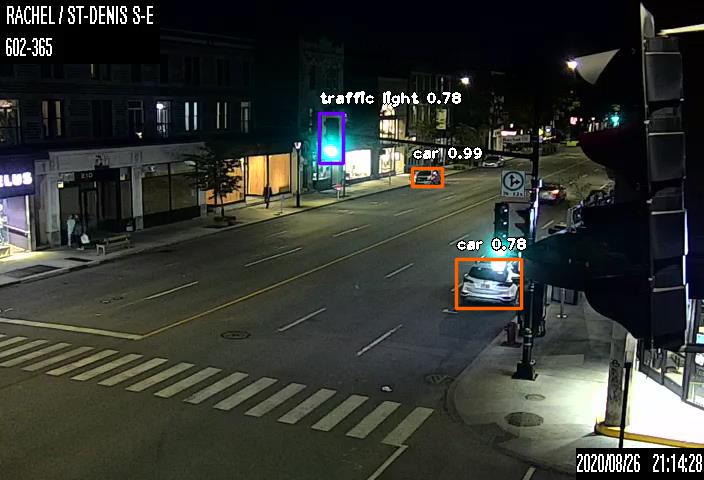 RACHEL / ST-DENIS S-E
602-365
traffic light 0.78
car 0.99
car 0.78
2020/08/26 21:14:28